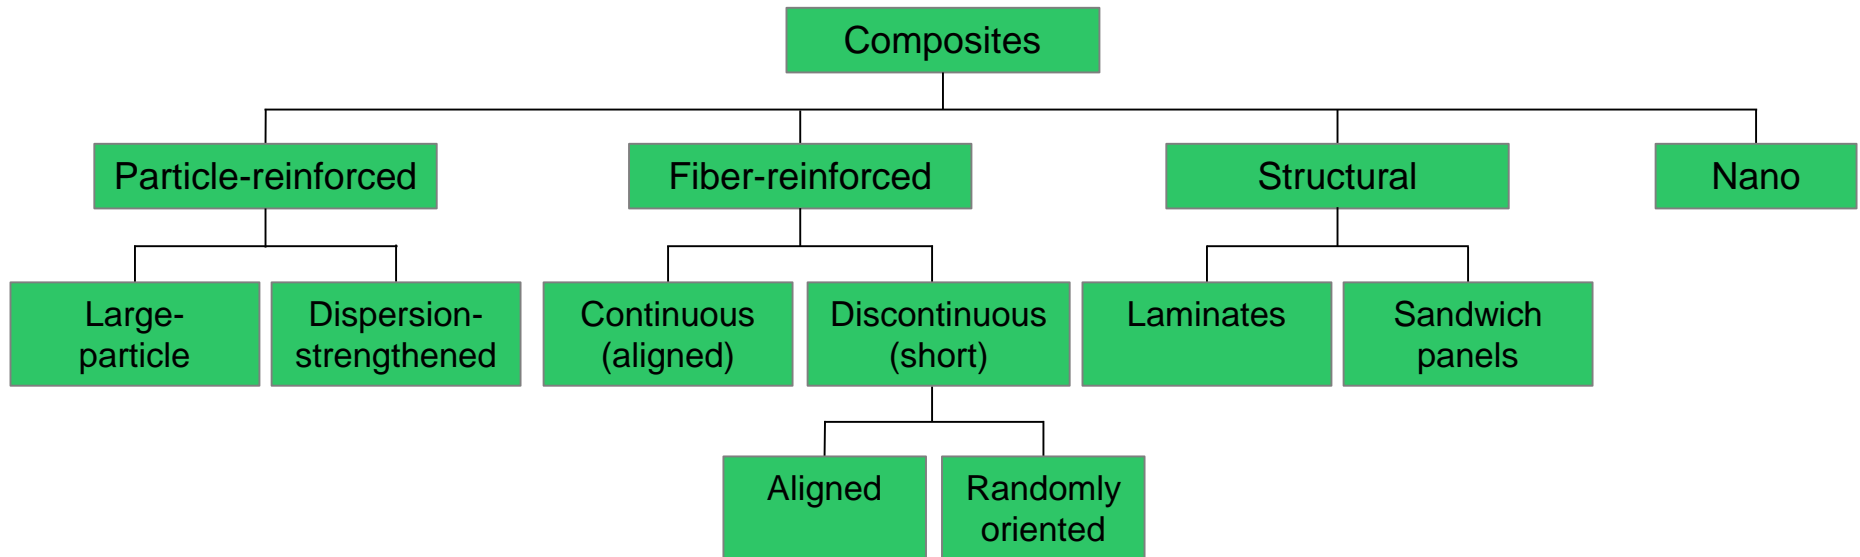 Composites
Particle-reinforced
Fiber-reinforced
Structural
Nano
Large-
particle
Dispersion-
strengthened
Continuous
(aligned)
Discontinuous
(short)
Laminates
Sandwich
panels
Aligned
Randomly
oriented